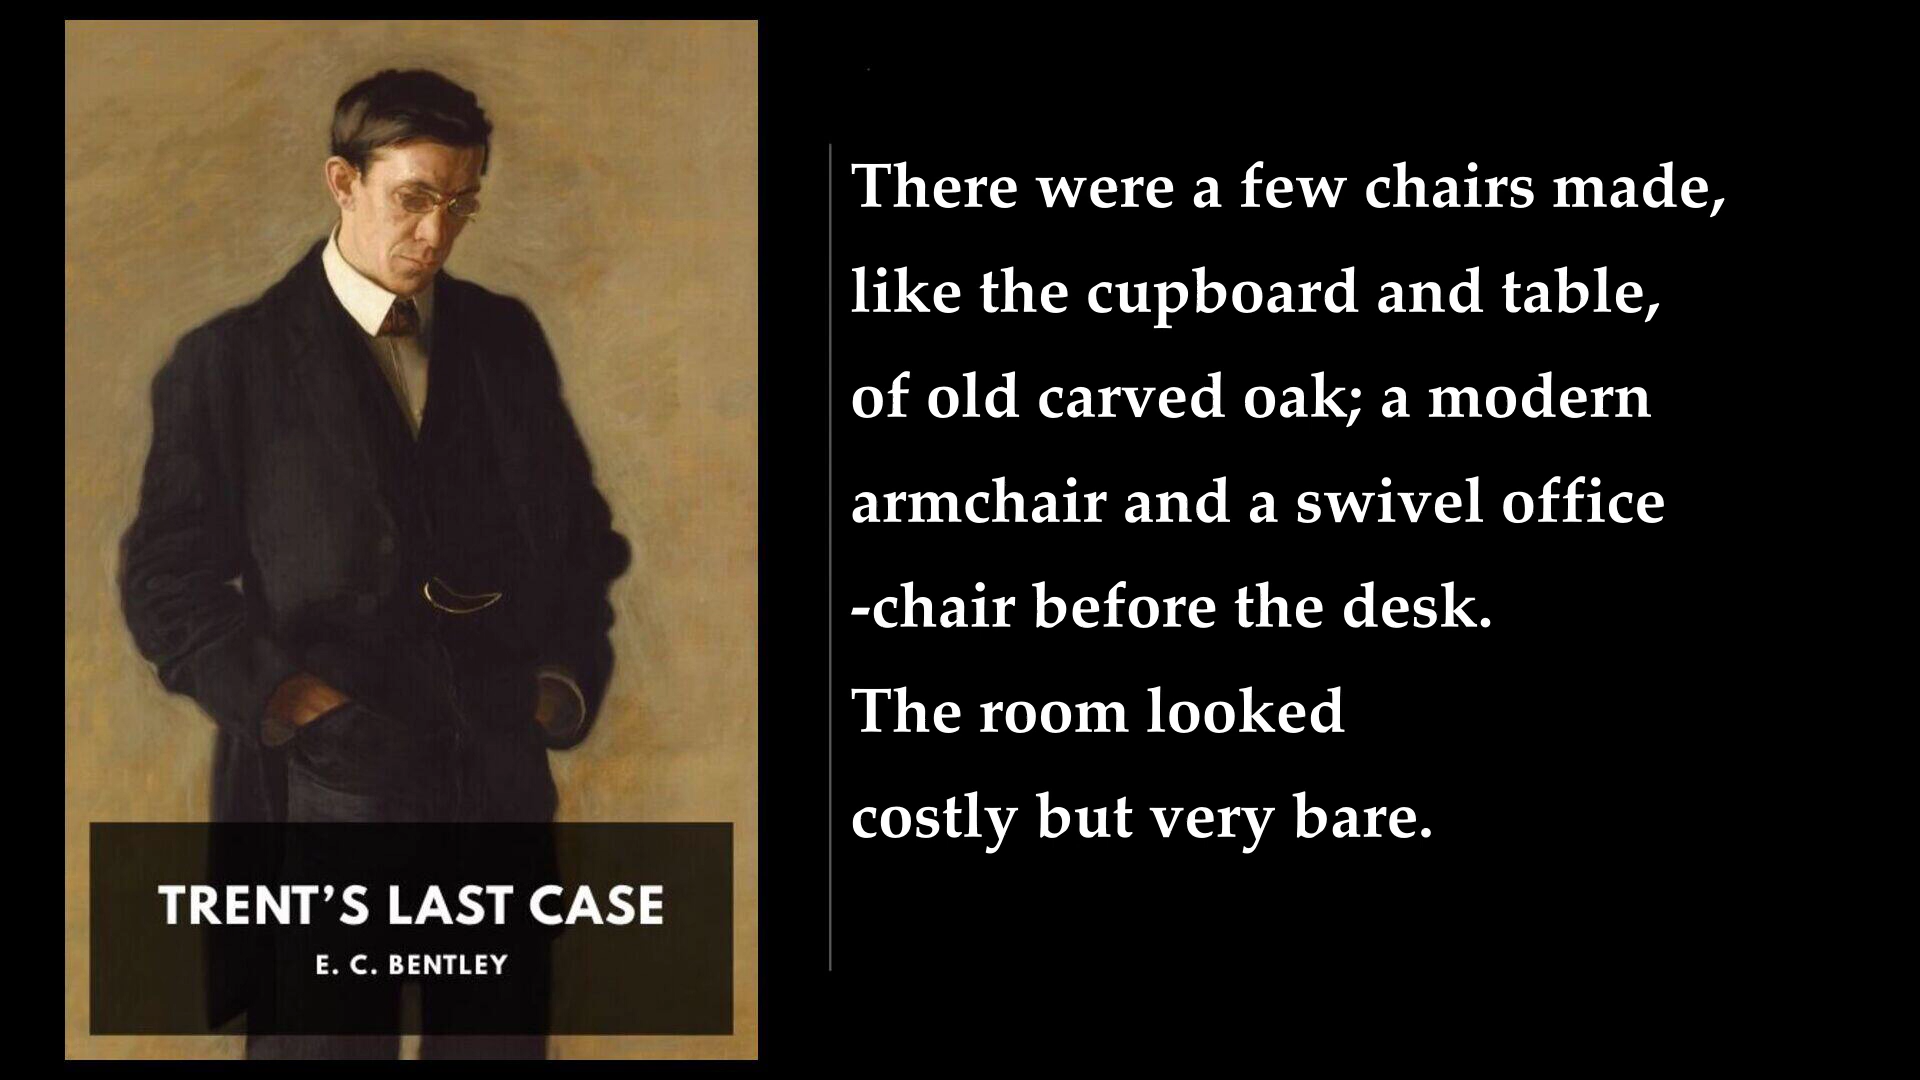 TRENT’S LAST CASE
E. C. BENTLEY
There were a few chairs made,
like the cupboard and table,
of old carved oak; a modern
armchair and a swivel office
-chair before the desk.
The room looked
costly but very bare.